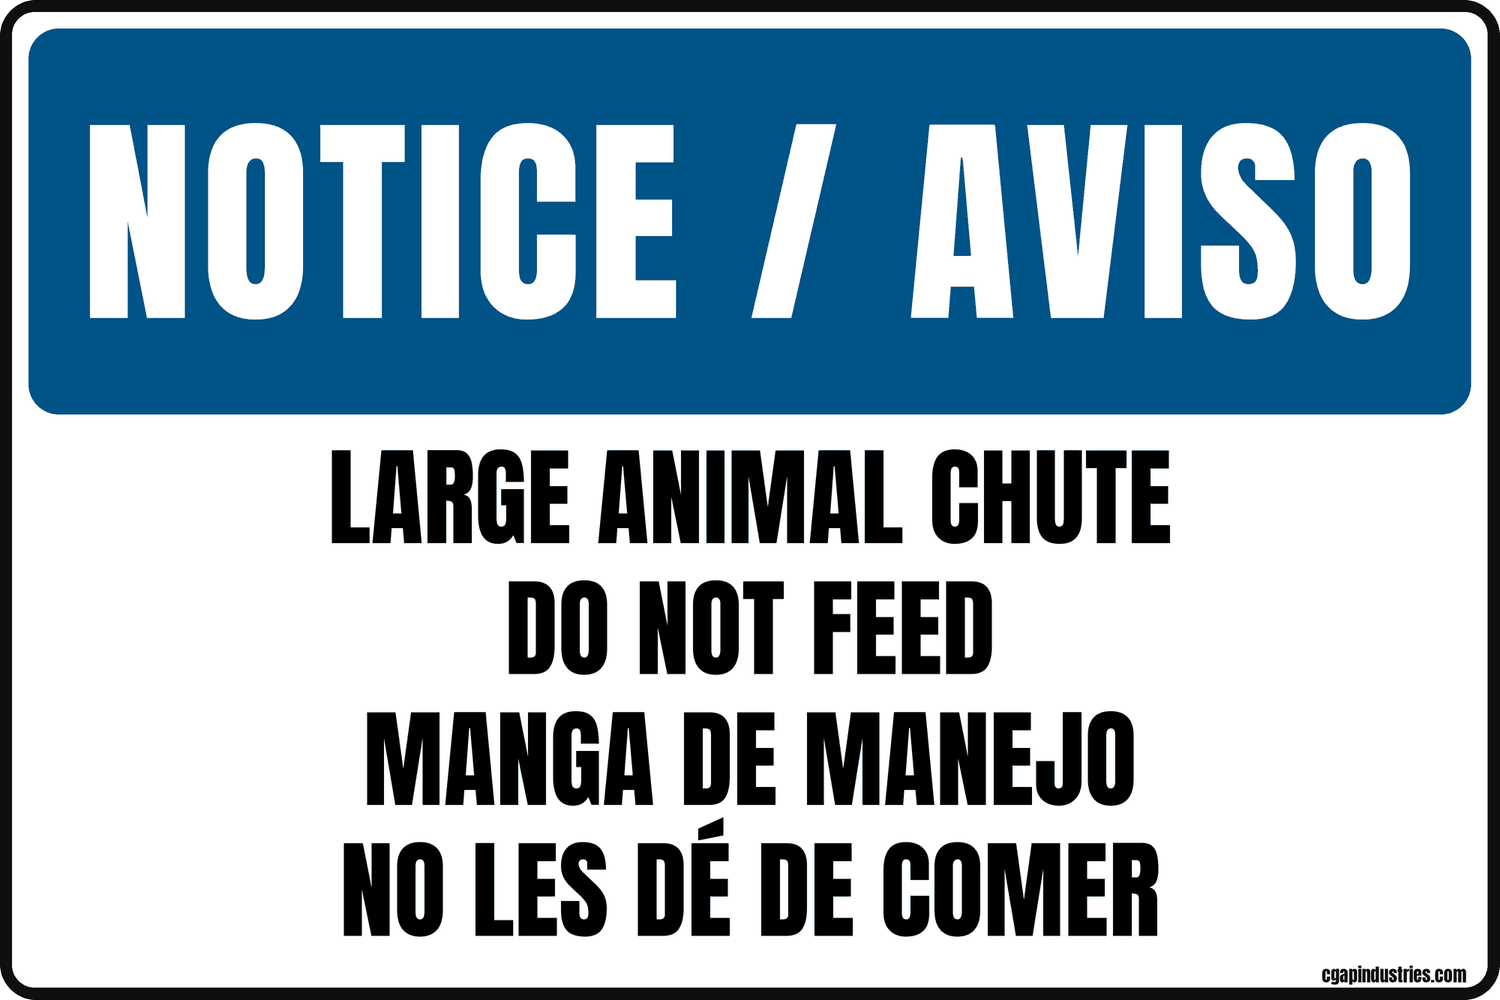 NOTICE / AVISO
LARGE ANIMAL CHUTE
DO NOT FEED
MANGA DE MANEJO
NO LES DÉ DE COMER
cgapindustries.com